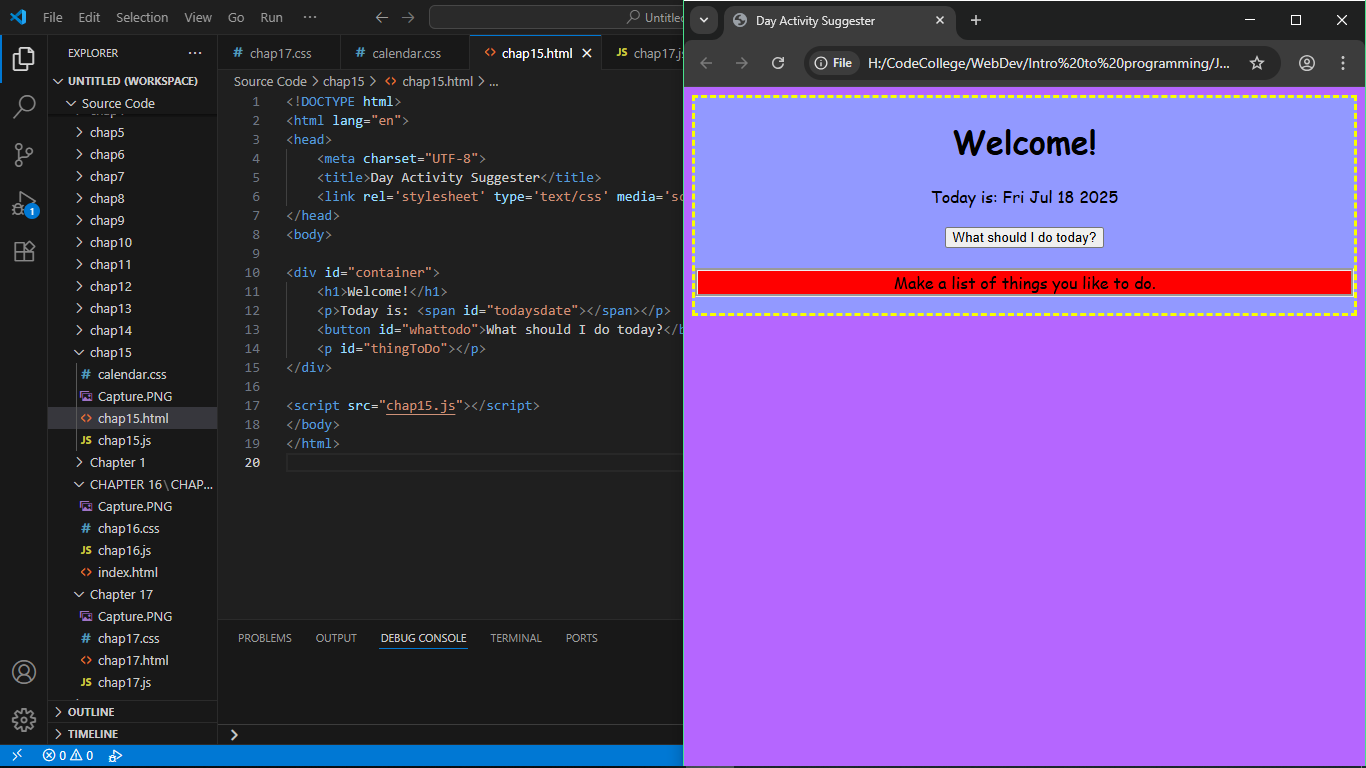 File Edit Selection View Go Run ···
Untitled
EXPLORER ···
UNTITLED (WORKSPACE)
Source Code
chap5
chap6
chap7
chap8
chap9
chap10
chap11
chap12
chap13
chap14
chap15
# calendar.css
Capture.PNG
<> chap15.html
JS chap15.js
Chapter 1
CHAPTER 16\CHAP...
Capture.PNG
# chap16.css
JS chap16.js
<> index.html
Chapter 17
Capture.PNG
# chap17.css
<> chap17.html
JS chap17.js
OUTLINE
TIMELINE
1
# chap17.css # calendar.css <> chap15.html JS chap17.js
Source Code > chap15 > <> chap15.html > ...
1 <!DOCTYPE html>
2 <html lang="en">
3 <head>
4 <meta charset="UTF-8">
5 <title>Day Activity Suggester</title>
6 <link rel='stylesheet' type='text/css' media='sc
7 </head>
8 <body>
9
10 <div id="container">
11 <h1>Welcome!</h1>
12 <p>Today is: <span id="todaysdate"></span></p>
13 <button id="whattodo">What should I do today?</b
14 <p id="thingToDo"></p>
15 </div>
16
17 <script src="chap15.js"></script>
18 </body>
19 </html>
20
PROBLEMS OUTPUT DEBUG CONSOLE TERMINAL PORTS
0 0
Day Activity Suggester
File H:/CodeCollege/WebDev/Intro%20to%20programming/J...
Welcome!
Today is: Fri Jul 18 2025
What should I do today?
Make a list of things you like to do.